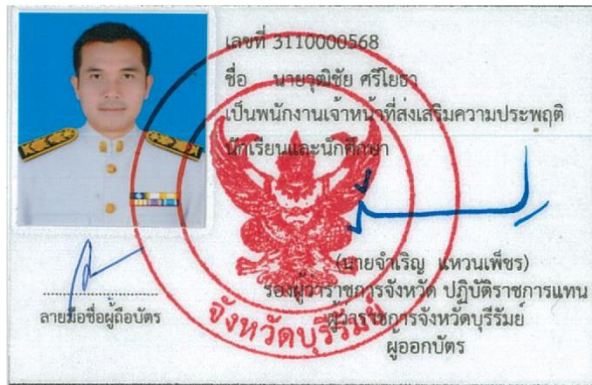 เลขที่ 3110000568
ชื่อ นายวุฒิชัย ศรีโยธา
เป็นพนักงานเจ้าหน้าที่ส่งเสริมความประพฤติ
นักเรียนและนักศึกษา
(นายจำเริญ แหวนเพ็ชร)
รองผู้ว่าราชการจังหวัด ปฏิบัติราชการแทน
ผู้ว่าราชการจังหวัดบุรีรัมย์
ผู้ออกบัตร
ลายมือชื่อผู้ถือบัตร
จังหวัดบุรีรัมย์